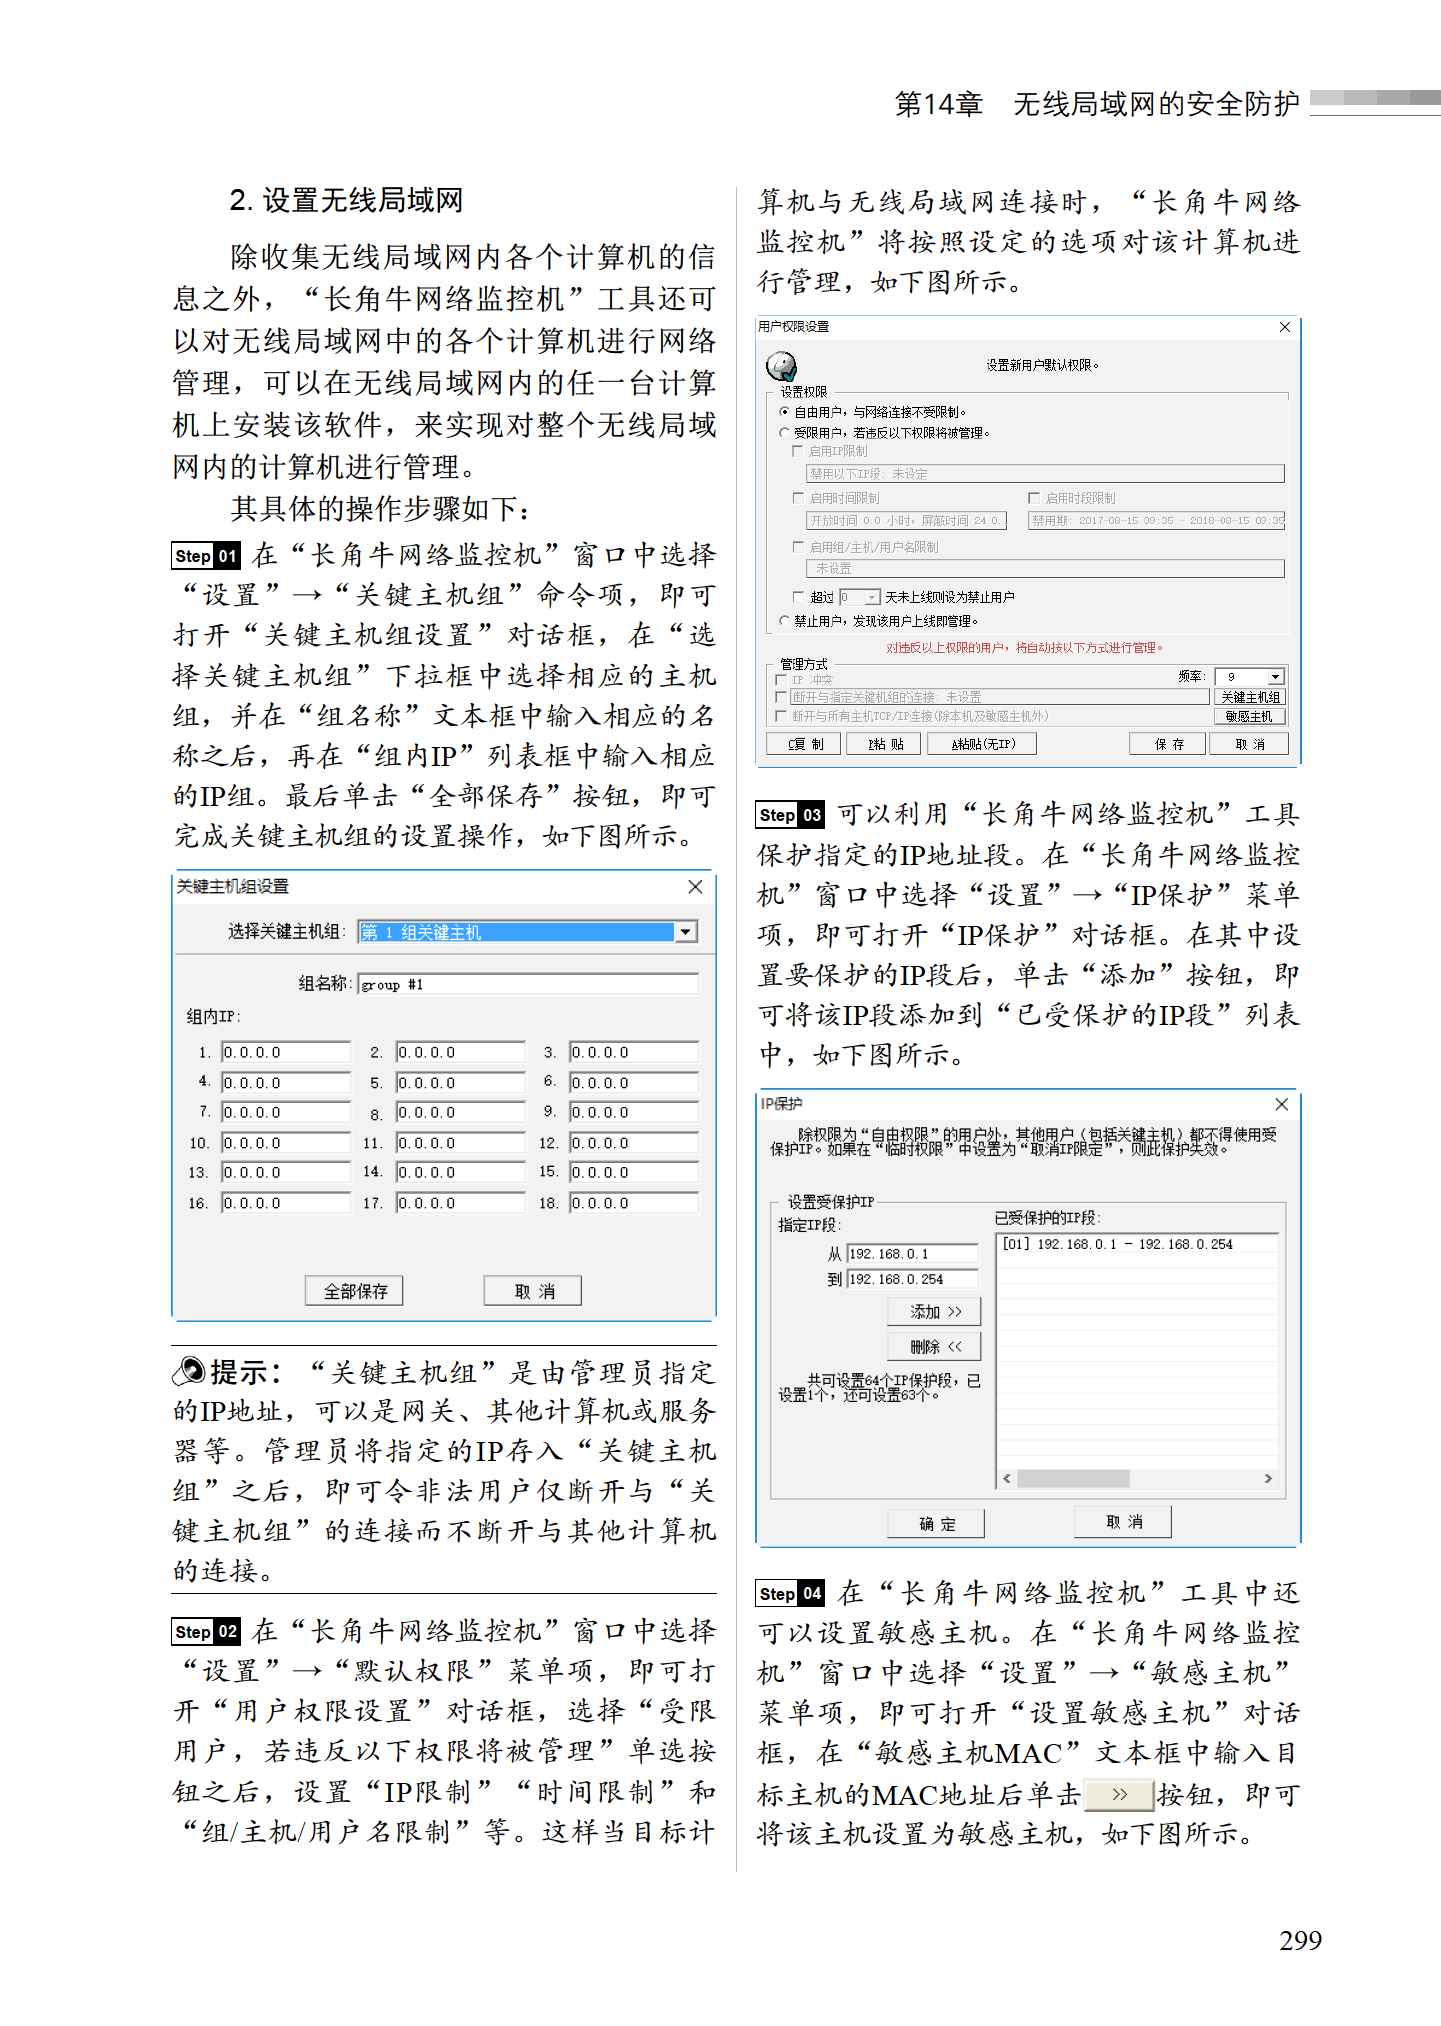 第14章　无线局域网的安全防护
2. 设置无线局域网
除收集无线局域网内各个计算机的信
息之外，“长角牛网络监控机”工具还可
以对无线局域网中的各个计算机进行网络
管理，可以在无线局域网内的任一台计算
机上安装该软件，来实现对整个无线局域
网内的计算机进行管理。
其具体的操作步骤如下：
Step 01 在“长角牛网络监控机”窗口中选择
“设置”→“关键主机组”命令项，即可
打开“关键主机组设置”对话框，在“选
择关键主机组”下拉框中选择相应的主机
组，并在“组名称”文本框中输入相应的名
称之后，再在“组内IP”列表框中输入相应
的IP组。最后单击“全部保存”按钮，即可
完成关键主机组的设置操作，如下图所示。
关键主机组设置
选择关键主机组： 第 1 组关键主机
组名称： group #1
组内IP：
1. 0.0.0.0 2. 0.0.0.0 3. 0.0.0.0
4. 0.0.0.0 5. 0.0.0.0 6. 0.0.0.0
7. 0.0.0.0 8. 0.0.0.0 9. 0.0.0.0
10. 0.0.0.0 11. 0.0.0.0 12. 0.0.0.0
13. 0.0.0.0 14. 0.0.0.0 15. 0.0.0.0
16. 0.0.0.0 17. 0.0.0.0 18. 0.0.0.0
全部保存 取 消
提示：“关键主机组”是由管理员指定
的IP地址，可以是网关、其他计算机或服务
器等。管理员将指定的IP存入“关键主机
组”之后，即可令非法用户仅断开与“关
键主机组”的连接而不断开与其他计算机
的连接。
Step 02 在“长角牛网络监控机”窗口中选择
“设置”→“默认权限”菜单项，即可打
开“用户权限设置”对话框，选择“受限
用户，若违反以下权限将被管理”单选按
钮之后，设置“IP限制”“时间限制”和
“组/主机/用户名限制”等。这样当目标计
算机与无线局域网连接时，“长角牛网络
监控机”将按照设定的选项对该计算机进
行管理，如下图所示。
用户权限设置
设置新用户默认权限。
设置权限
自由用户，与网络连接不受限制。
受限用户，若违反以下权限将被管理。
启用IP限制
禁用以下IP段：未设定
启用时间限制 启用时段限制
开放时间 0.0 小时，屏蔽时间 24.0. 禁用期: 2017-08-15 09:35 - 2018-08-15 09:35
启用组/主机/用户名限制
未设置
超过 0 天未上线则设为禁止用户
禁止用户，发现该用户上线即管理。
对违反以上权限的用户，将自动按以下方式进行管理。
管理方式
IP 冲突 频率: 9
断开与指定关键机组的连接：未设置 关键主机组
断开与所有主机TCP/IP连接(除本机及敏感主机外) 敏感主机
C复 制 P粘 贴 A粘贴(无IP) 保 存 取 消
Step 03 可以利用“长角牛网络监控机”工具
保护指定的IP地址段。在“长角牛网络监控
机”窗口中选择“设置”→“IP保护”菜单
项，即可打开“IP保护”对话框。在其中设
置要保护的IP段后，单击“添加”按钮，即
可将该IP段添加到“已受保护的IP段”列表
中，如下图所示。
IP保护
除权限为“自由权限”的用户外，其他用户（包括关键主机）都不得使用受
保护IP。如果在“临时权限”中设置为“取消IP限定”，则此保护失效。
设置受保护IP
指定IP段: 已受保护的IP段:
从 192.168.0.1 [01] 192.168.0.1 - 192.168.0.254
到 192.168.0.254
添加 >>
删除 <<
共可设置64个IP保护段，已
设置1个，还可设置63个。
确 定 取 消
Step 04 在“长角牛网络监控机”工具中还
可以设置敏感主机。在“长角牛网络监控
机”窗口中选择“设置”→“敏感主机”
菜单项，即可打开“设置敏感主机”对话
框，在“敏感主机MAC”文本框中输入目
标主机的MAC地址后单击 >> 按钮，即可
将该主机设置为敏感主机，如下图所示。
299